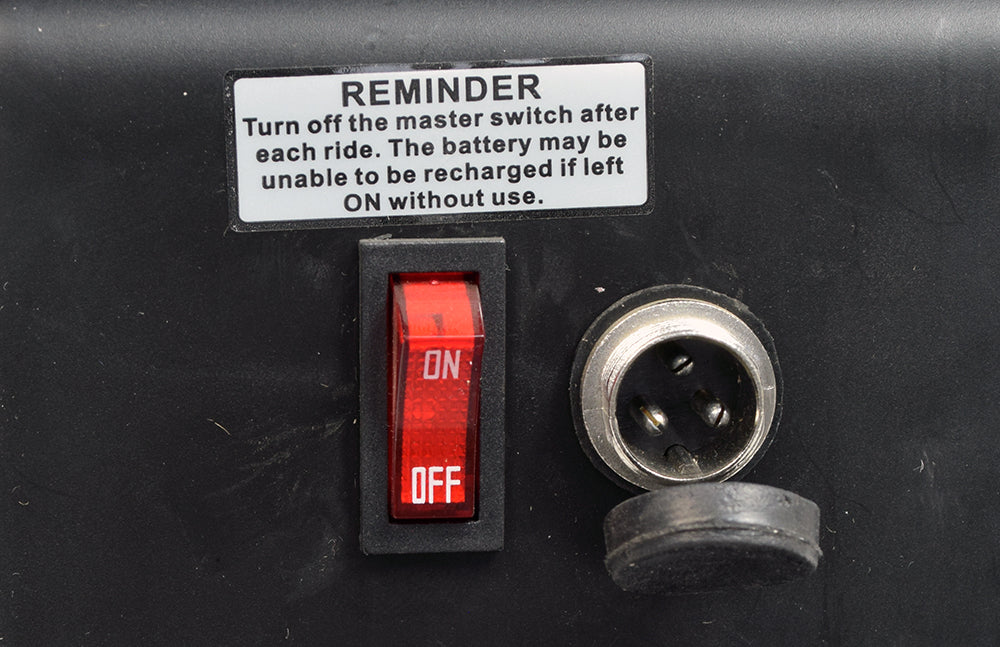 REMINDER
Turn off the master switch after
each ride. The battery may be
unable to be recharged if left
ON without use.
ON
OFF